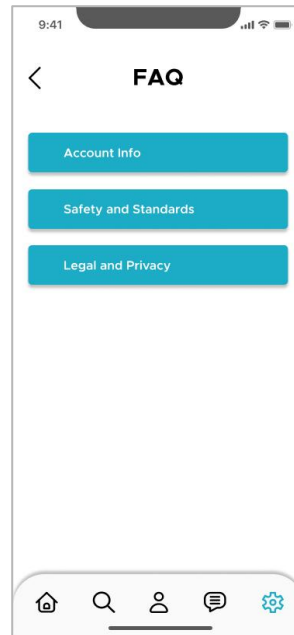 9:41
FAQ
Account Info
Safety and Standards
Legal and Privacy